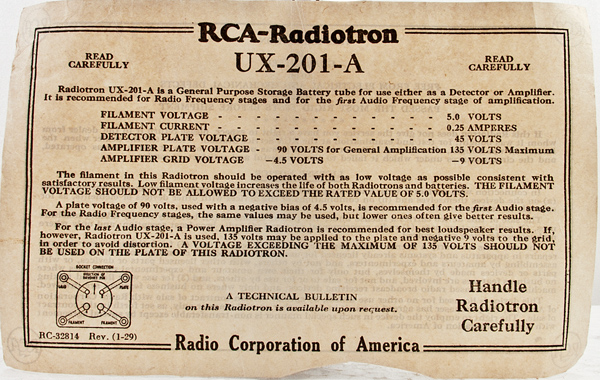 RCA-Radiotron
READ CAREFULLY
UX-201-A
READ CAREFULLY
Radiotron UX-201-A is a General Purpose Storage Battery tube for use either as a Detector or Amplifier.
It is recommended for Radio Frequency stages and for the first Audio Frequency stage of amplification.
FILAMENT VOLTAGE - - - - - - - - - - - - 5.0 VOLTS
FILAMENT CURRENT - - - - - - - - - - - - 0.25 AMPERES
DETECTOR PLATE VOLTAGE - - - - - - - - - - 45 VOLTS
AMPLIFIER PLATE VOLTAGE - 90 VOLTS for General Amplification 135 VOLTS Maximum
AMPLIFIER GRID VOLTAGE -4.5 VOLTS -9 VOLTS
The filament in this Radiotron should be operated with as low voltage as possible consistent with
satisfactory results. Low filament voltage increases the life of both Radiotrons and batteries. THE FILAMENT
VOLTAGE SHOULD NOT BE ALLOWED TO EXCEED THE RATED VALUE OF 5.0 VOLTS.
A plate voltage of 90 volts, used with a negative bias of 4.5 volts, is recommended for the first Audio stage.
For the Radio Frequency stages, the same values may be used, but lower ones often give better results.
For the last Audio stage, a Power Amplifier Radiotron is recommended for best loudspeaker results. If,
however, Radiotron UX-201-A is used, 135 volts may be applied to the plate and negative 9 volts to the grid,
in order to avoid distortion. A VOLTAGE EXCEEDING THE MAXIMUM OF 135 VOLTS SHOULD NOT
BE USED ON THE PLATE OF THIS RADIOTRON.
SOCKET CONNECTION
GRID
PLATE
FILAMENT
FILAMENT
RC-32814 Rev. (1-29)
A TECHNICAL BULLETIN
on this Radiotron is available upon request.
Handle
Radiotron
Carefully
Radio Corporation of America